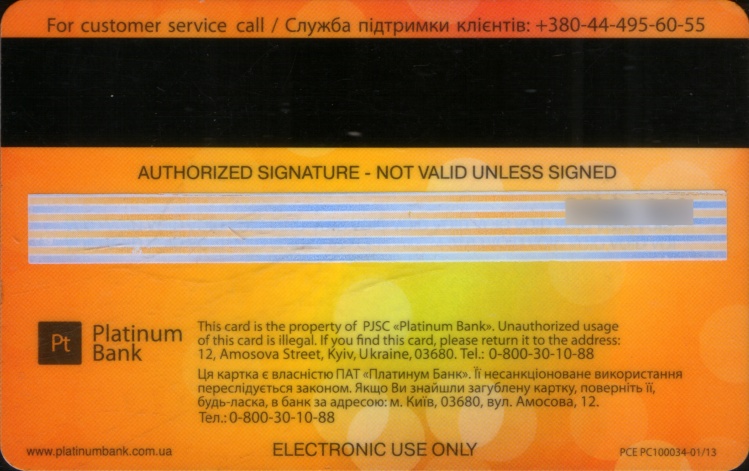 For customer service call / Служба підтримки клієнтів: +380-44-495-60-55
AUTHORIZED SIGNATURE - NOT VALID UNLESS SIGNED
Pt Platinum Bank
This card is the property of PJSC «Platinum Bank». Unauthorized usage
of this card is illegal. If you find this card, please return it to the address:
12, Amosova Street, Kyiv, Ukraine, 03680. Tel.: 0-800-30-10-88
Ця картка є власністю ПАТ «Платинум Банк». Її несанкціоноване використання
переслідується законом. Якщо Ви знайшли загублену картку, поверніть її,
будь-ласка, в банк за адресою: м. Київ, 03680, вул. Амосова, 12.
Тел.: 0-800-30-10-88
www.platinumbank.com.ua
ELECTRONIC USE ONLY
PCE PC100034-01/13